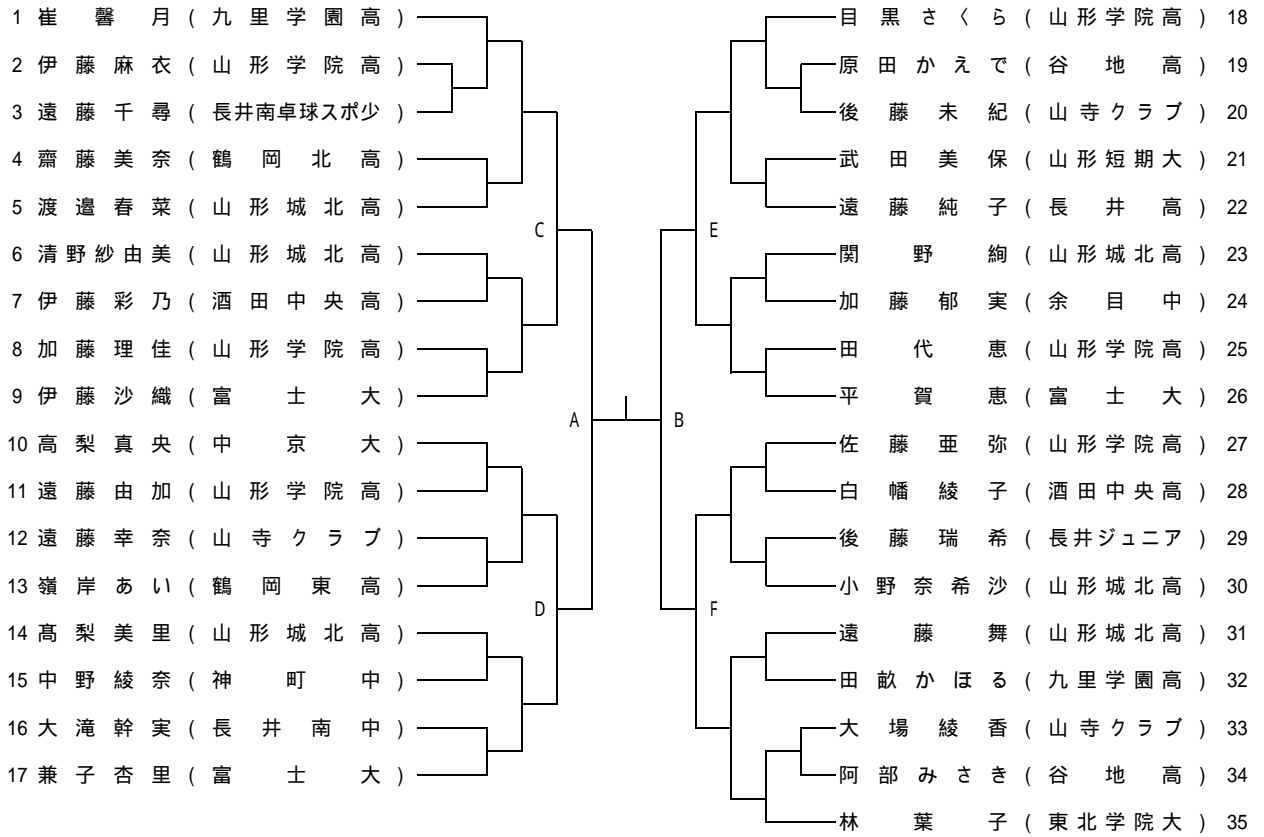 1 崔馨月 (九里学園高)
2 伊藤麻衣 (山形学院高)
3 遠藤千尋 (長井南卓球スポ少)
4 齋藤美奈 (鶴岡北高)
5 渡邉春菜 (山形城北高)
6 清野紗由美 (山形城北高)
7 伊藤彩乃 (酒田中央高)
8 加藤理佳 (山形学院高)
9 伊藤沙織 (富士大)
10 高梨真央 (中京大)
11 遠藤由加 (山形学院高)
12 遠藤幸奈 (山寺クラブ)
13 嶺岸あい (鶴岡東高)
14 髙梨美里 (山形城北高)
15 中野綾奈 (神町中)
16 大滝幹実 (長井南中)
17 兼子杏里 (富士大)
C
A
D
目黒さくら (山形学院高) 18
原田かえで (谷地高) 19
後藤未紀 (山寺クラブ) 20
武田美保 (山形短期大) 21
遠藤純子 (長井高) 22
関野絢 (山形城北高) 23
加藤郁実 (余目中) 24
田代恵 (山形学院高) 25
平賀恵 (富士大) 26
佐藤亜弥 (山形学院高) 27
白幡綾子 (酒田中央高) 28
後藤瑞希 (長井ジュニア) 29
小野奈希沙 (山形城北高) 30
遠藤舞 (山形城北高) 31
田畝かほる (九里学園高) 32
大場綾香 (山寺クラブ) 33
阿部みさき (谷地高) 34
林葉子 (東北学院大) 35
E
B
F